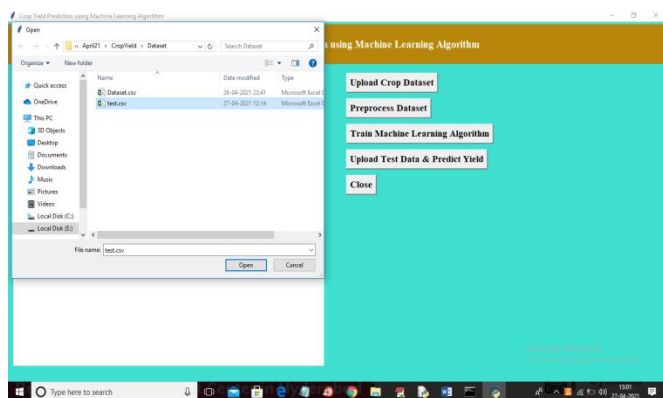 Crop Yield Prediction using Machine Learning Algorithm
using Machine Learning Algorithm
Open
« April21 > CropYield > Dataset
Search Dataset
Organize
New folder
Name
Date modified
Type
Quick access
OneDrive
This PC
3D Objects
Desktop
Documents
Downloads
Music
Pictures
Videos
Local Disk (C:)
Local Disk (E:)
Dataset.csv
26-04-2021 22:41
Microsoft Excel C
test.csv
27-04-2021 12:14
Microsoft Excel C
File name:
test.csv
Open
Cancel
Upload Crop Dataset
Preprocess Dataset
Train Machine Learning Algorithm
Upload Test Data & Predict Yield
Close
Type here to search
13:01
27-04-2021